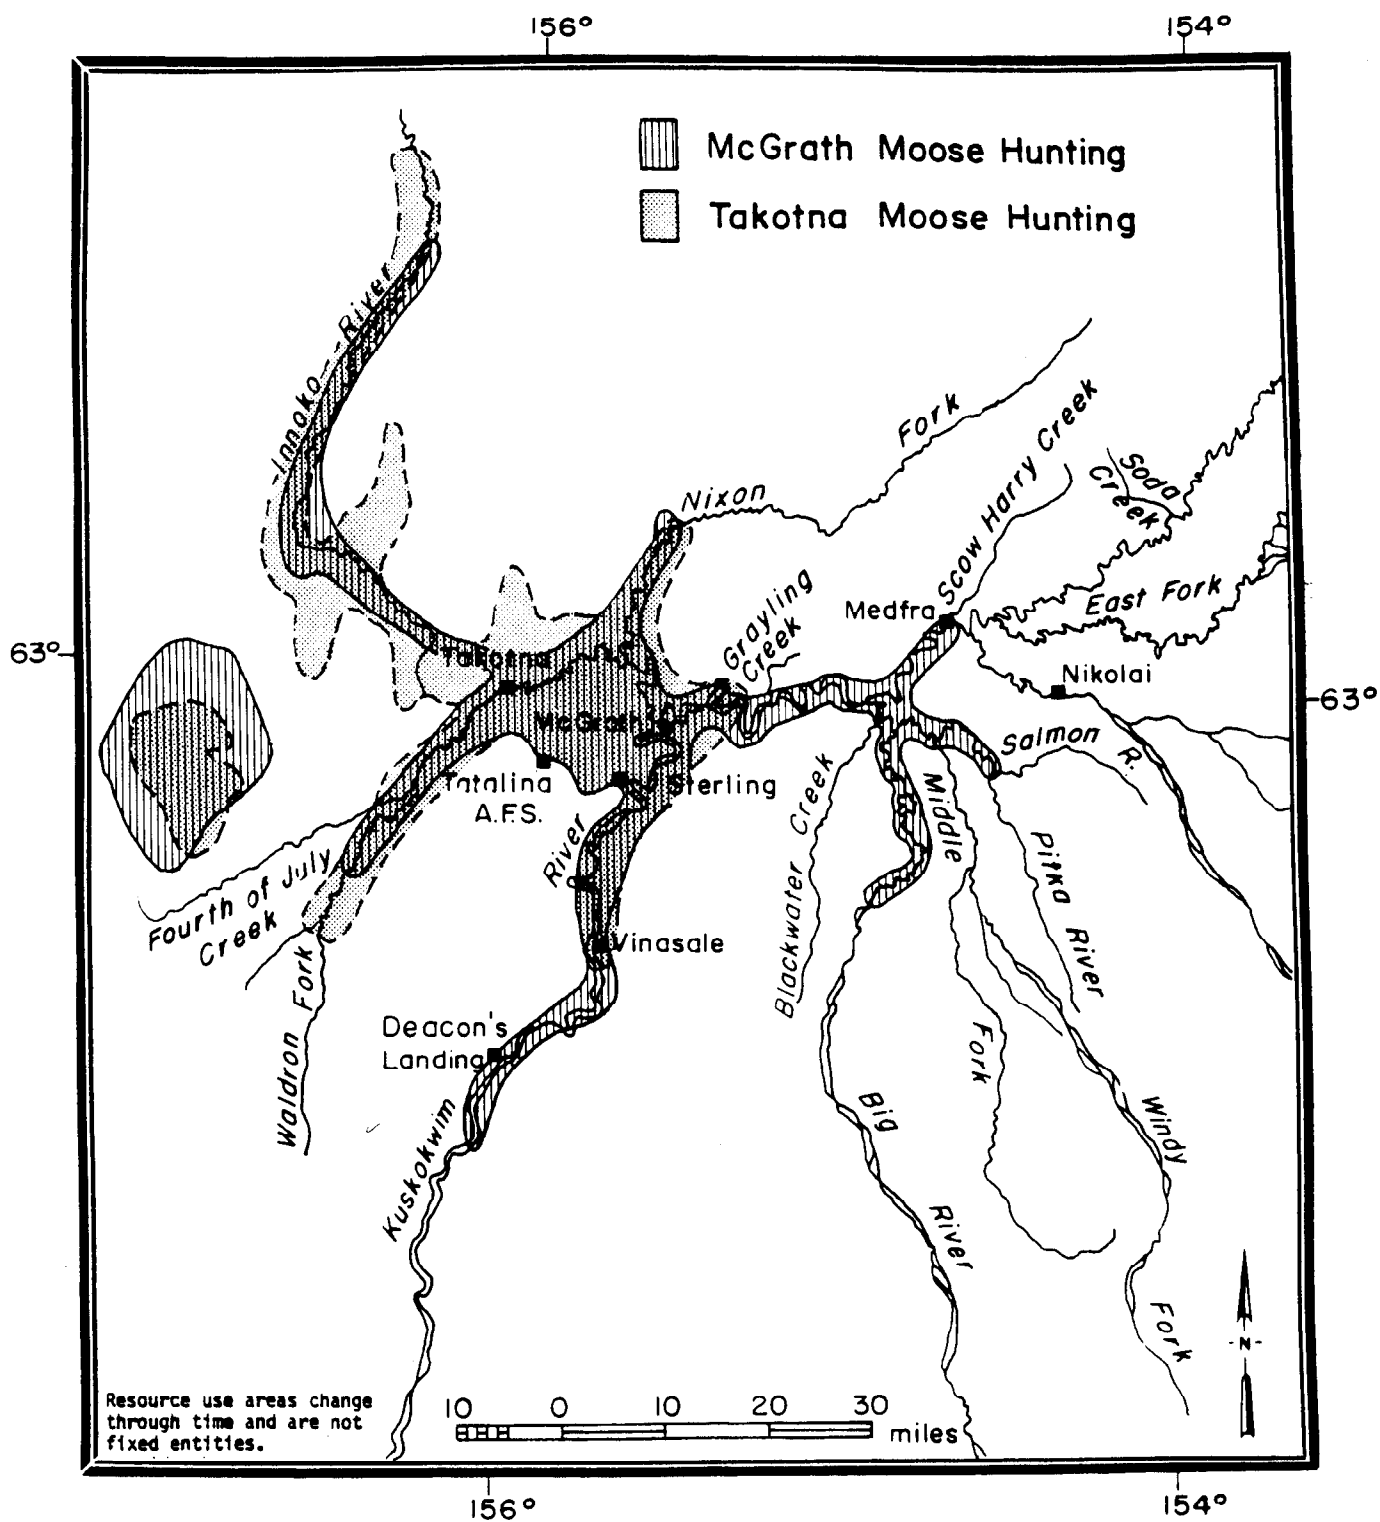 156° 154°
McGrath Moose Hunting
Takotna Moose Hunting
Innoko River
Nixon Fork
Scow Harry Creek
Soda
Creek
East Fork
Grayling
Creek
Medfra
Nikolai
63° 63°
Takotna
McGrath
Salmon R.
Tatalina
A.F.S.
Sterling
River
Blackwater Creek
Middle
Pitka River
Fourth of July
Creek
Vinasale
Waldron Fork
Deacon's
Landing
Fork
Kuskokwim
Big
River
Windy
Fork
-N-
Resource use areas change
through time and are not
fixed entities.
10 0 10 20 30
miles
156° 154°